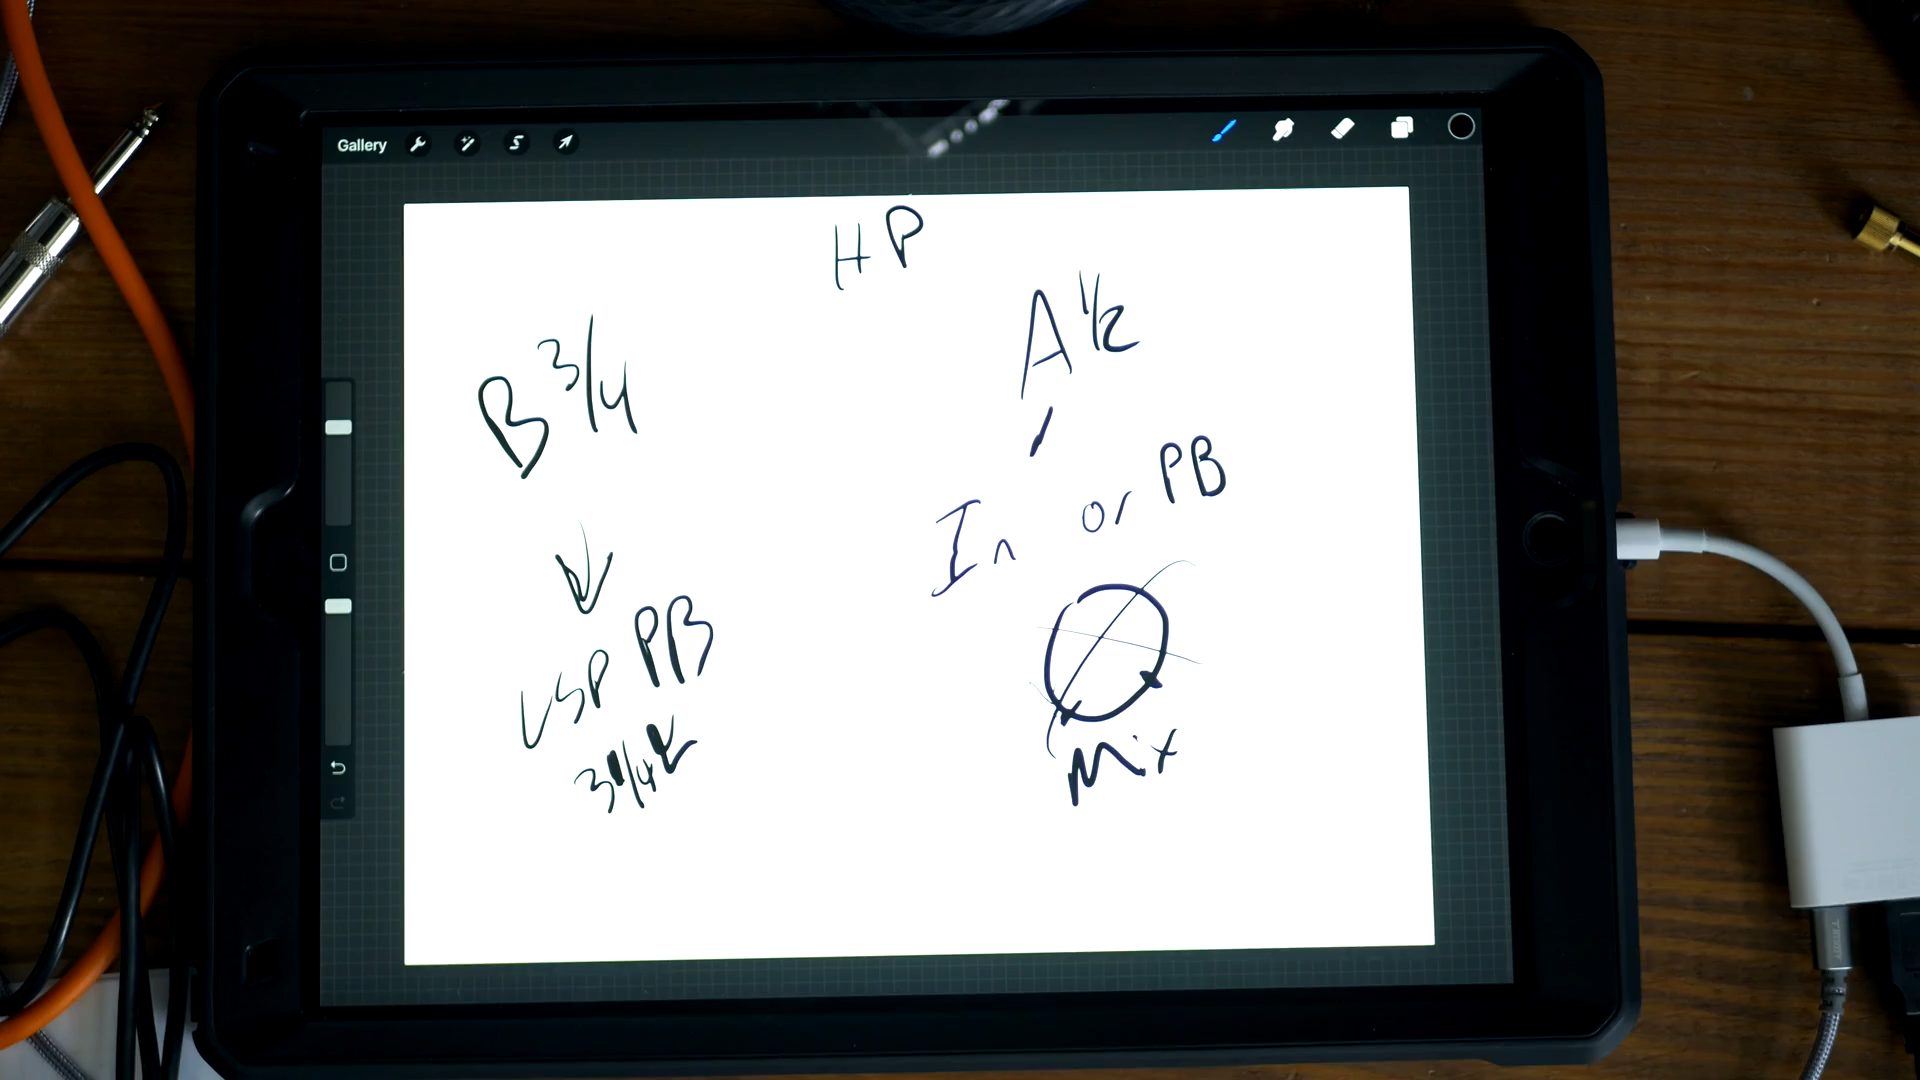 Gallery
HP
B 3/4
A 1/2
In or PB
USP PB
3/4
Mix